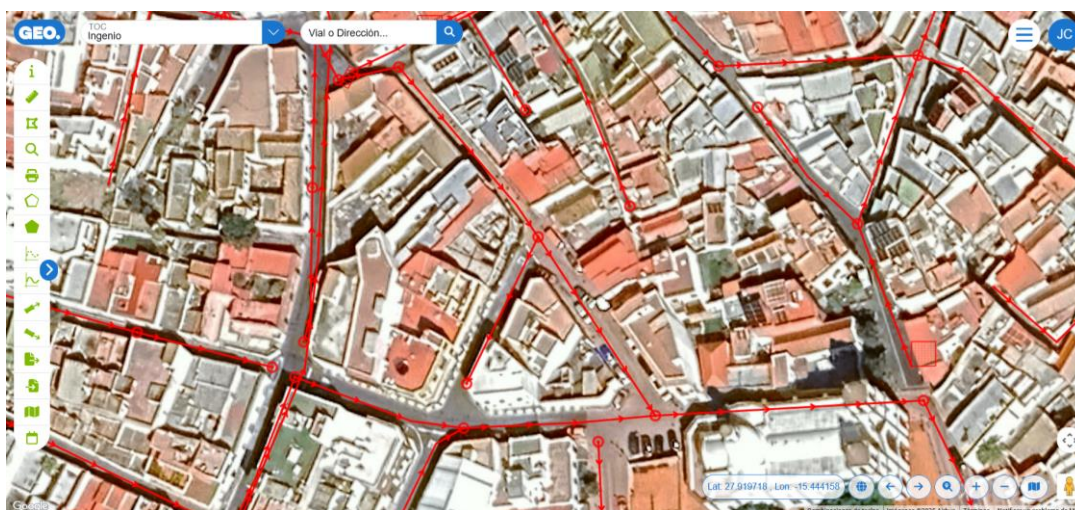 GEO.
TOC
Ingenio
Vial o Dirección...
JC
i
Lat: 27.919718 , Lon: -15.444158
Google